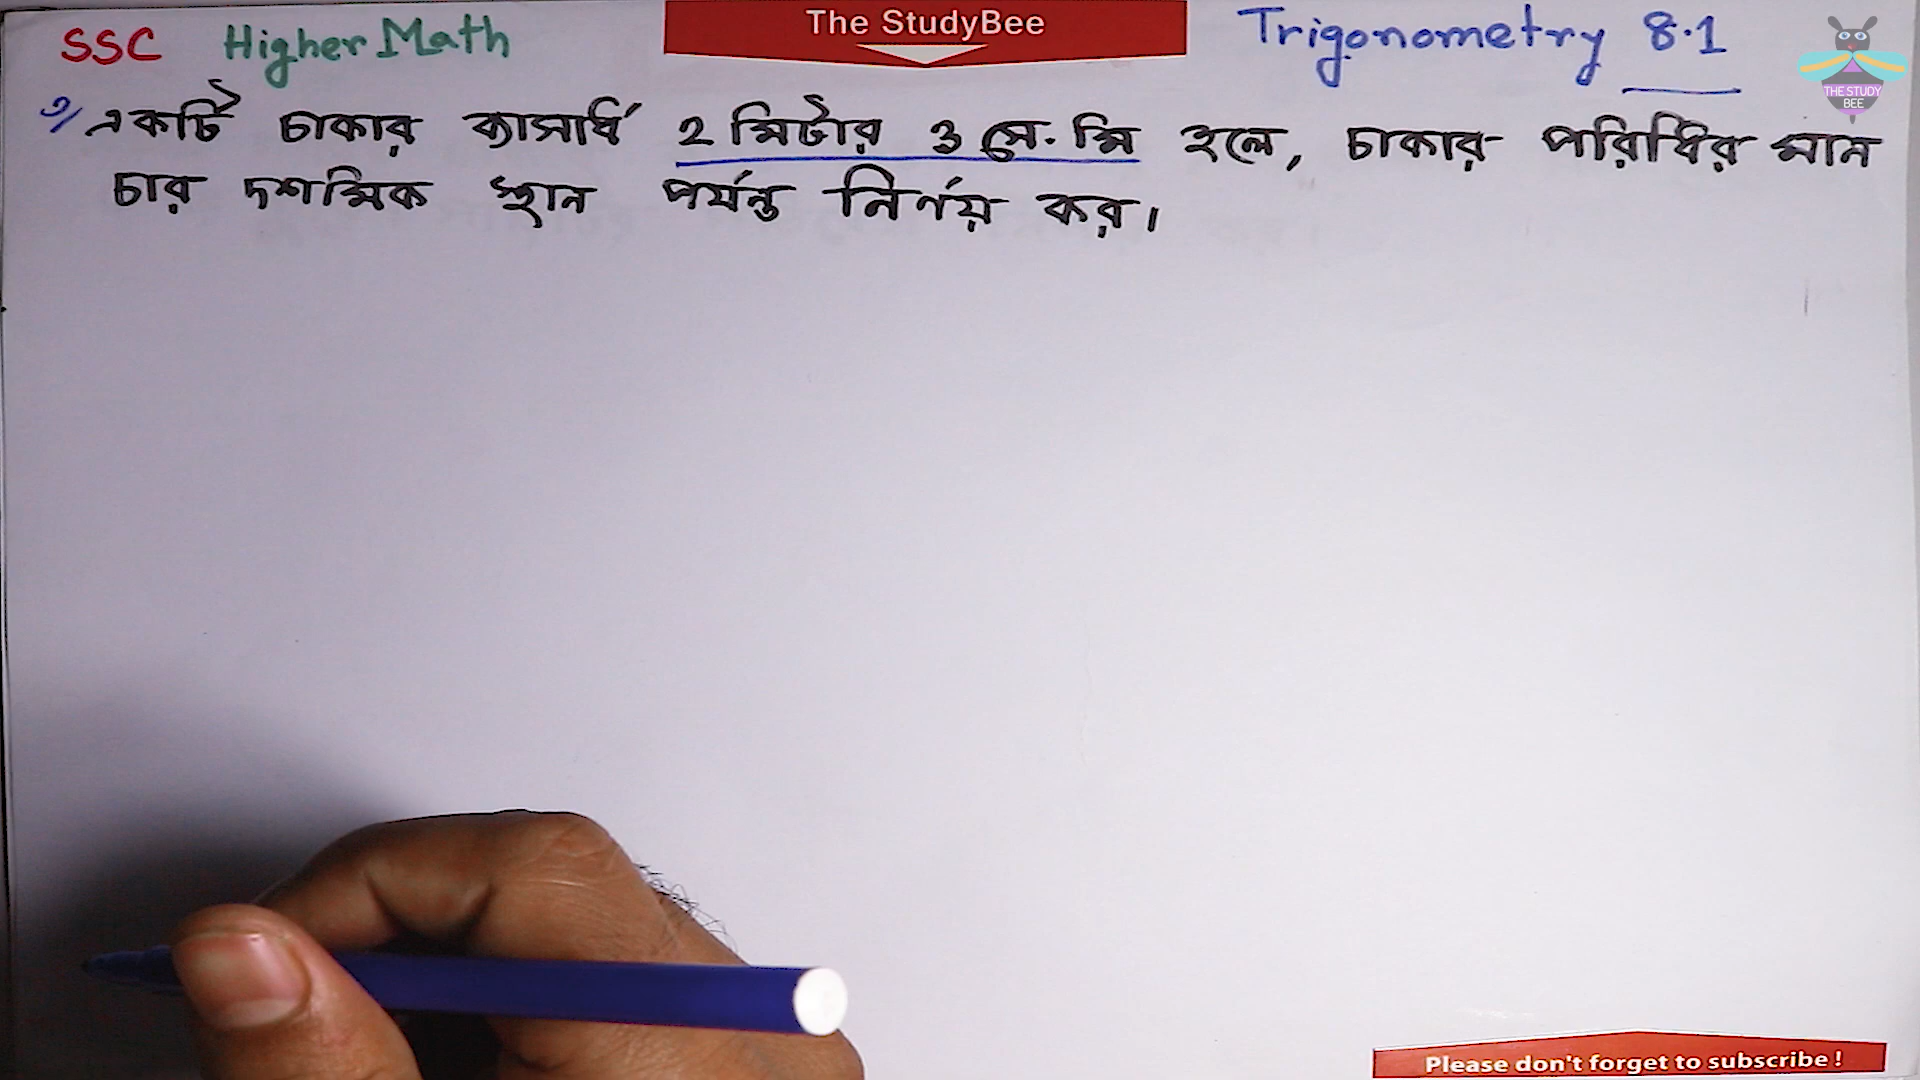 The StudyBee
SSC Higher Math Trigonometry 8.1
THE STUDY
BEE
একটি চাকার ব্যাসার্ধ 2 মিটার 3 সে. মি হলে, চাকার পরিধির মান
চার দশমিক স্থান পর্যন্ত নির্ণয় কর।
Please don't forget to subscribe !